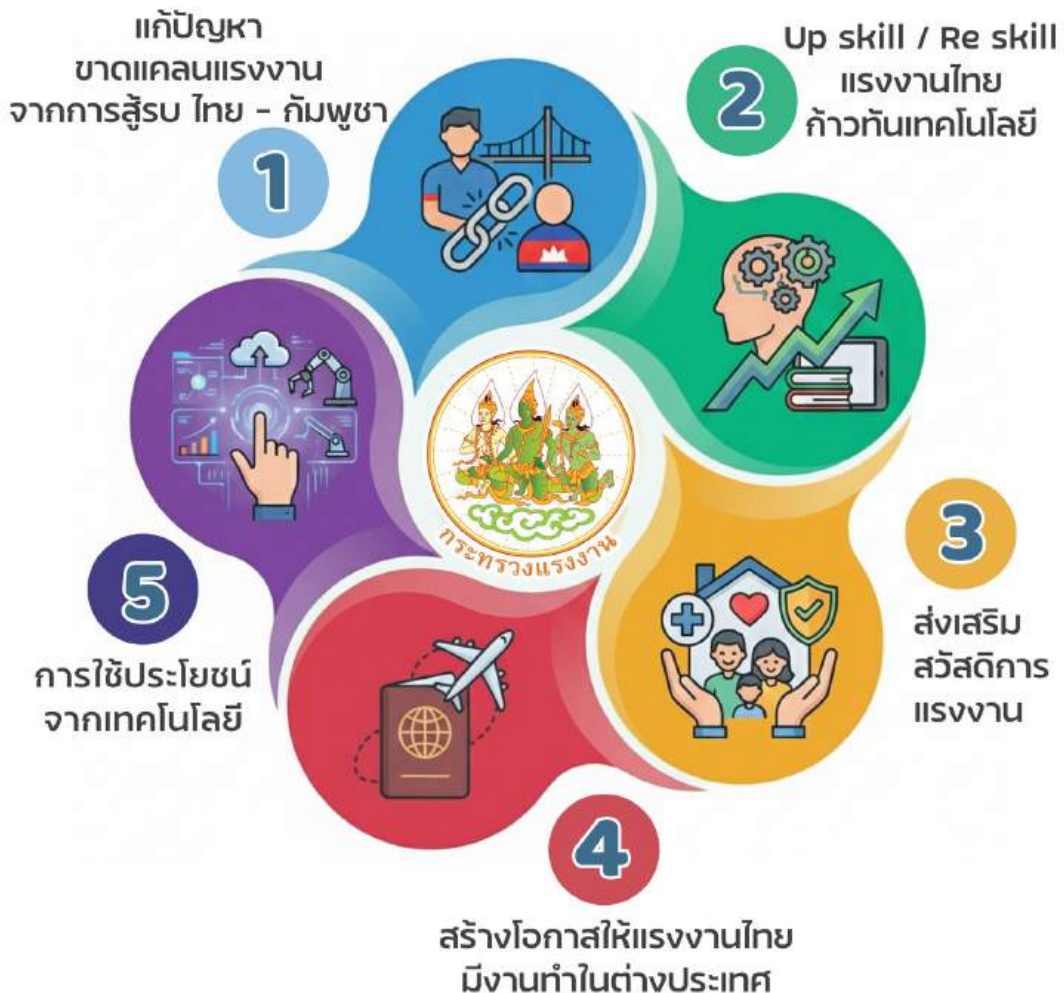 แก้ปัญหา
ขาดแคลนแรงงาน
จากการสู้รบ ไทย - กัมพูชา
1
Up skill / Re skill
แรงงานไทย
ก้าวทันเทคโนโลยี
2
3
ส่งเสริม
สวัสดิการ
แรงงาน
4
สร้างโอกาสให้แรงงานไทย
มีงานทำในต่างประเทศ
5
การใช้ประโยชน์
จากเทคโนโลยี
กระทรวงแรงงาน